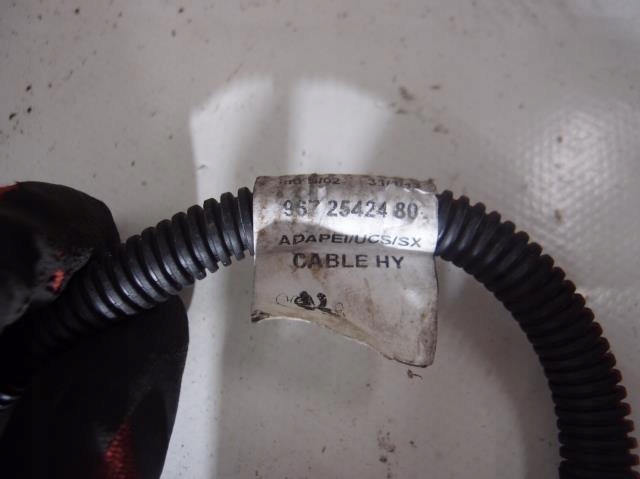 967 25424 80
ADAPEI/UCS/SX
CABLE HY